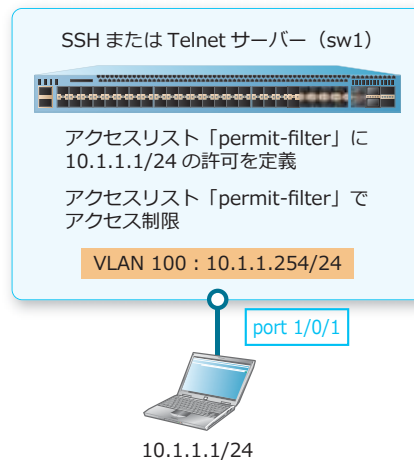 SSH または Telnet サーバー（sw1）
アクセスリスト「permit-filter」に
10.1.1.1/24 の許可を定義
アクセスリスト「permit-filter」で
アクセス制限
VLAN 100：10.1.1.254/24
port 1/0/1
10.1.1.1/24